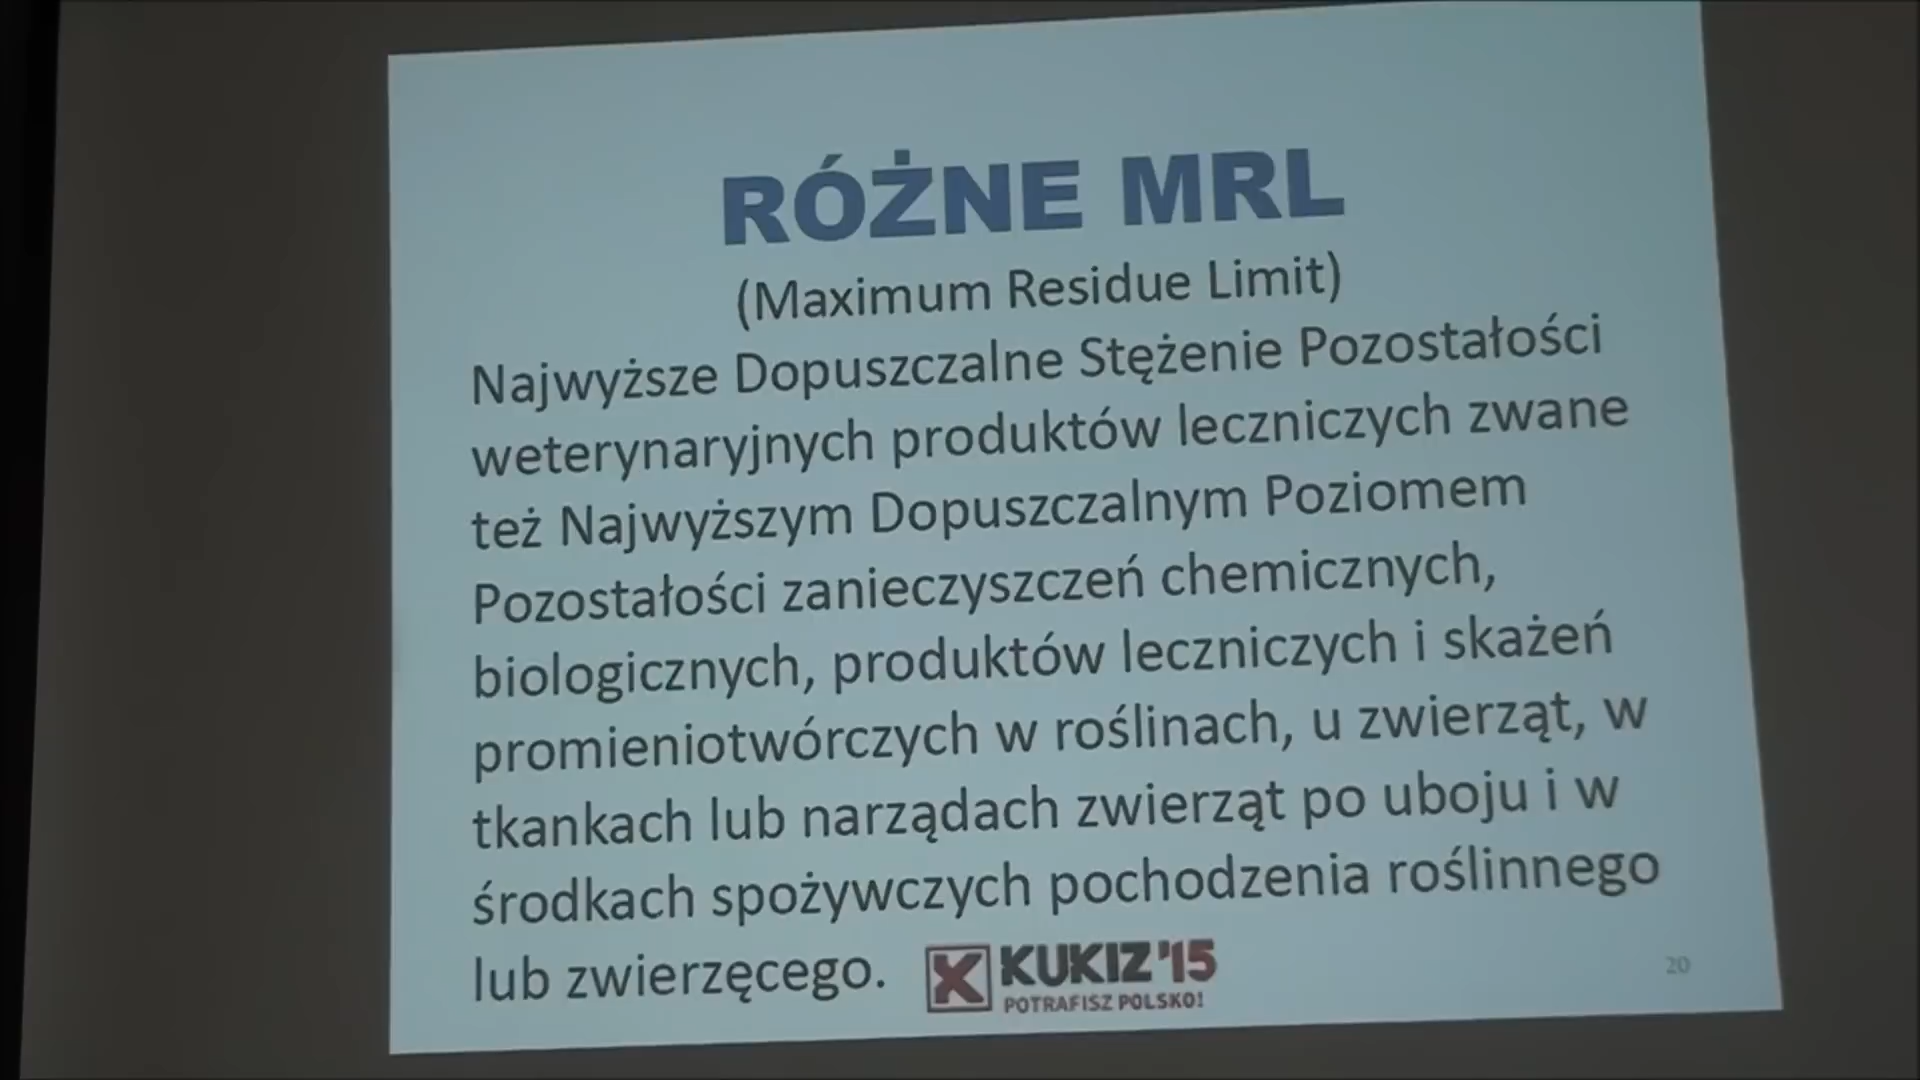 RÓŻNE MRL
(Maximum Residue Limit)
Najwyższe Dopuszczalne Stężenie Pozostałości
weterynaryjnych produktów leczniczych zwane
też Najwyższym Dopuszczalnym Poziomem
Pozostałości zanieczyszczeń chemicznych,
biologicznych, produktów leczniczych i skażeń
promieniotwórczych w roślinach, u zwierząt, w
tkankach lub narządach zwierząt po uboju i w
środkach spożywczych pochodzenia roślinnego
lub zwierzęcego.
KUKIZ'15
POTRAFISZ POLSKO!
20